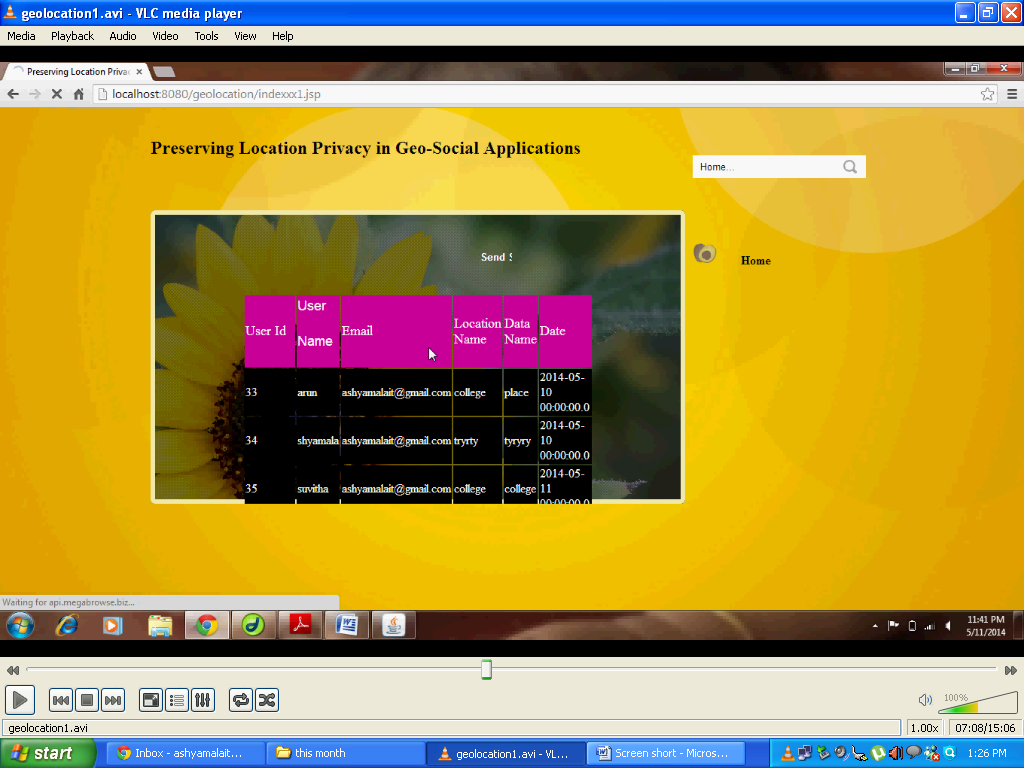 geolocation1.avi - VLC media player
Media Playback Audio Video Tools View Help
Preserving Location Priva
localhost:8080/geolocation/indexxx1.jsp
Preserving Location Privacy in Geo-Social Applications
Home...
Send S
Home
User Id User Name Email Location Name Data Name Date
33 arun ashyamalait@gmail.com college place 2014-05-10 00:00:00.0
34 shyamala ashyamalait@gmail.com tryrty tyryry 2014-05-10 00:00:00.0
35 suvitha ashyamalait@gmail.com college college 2014-05-11 00:00:00.0
Waiting for api.megabrowse.biz...
11:41 PM
5/11/2014
100%
geolocation1.avi 1.00x 07:08/15:06
start Inbox - ashyamalait... this month geolocation1.avi - VL... Screen short - Micros... 1:26 PM